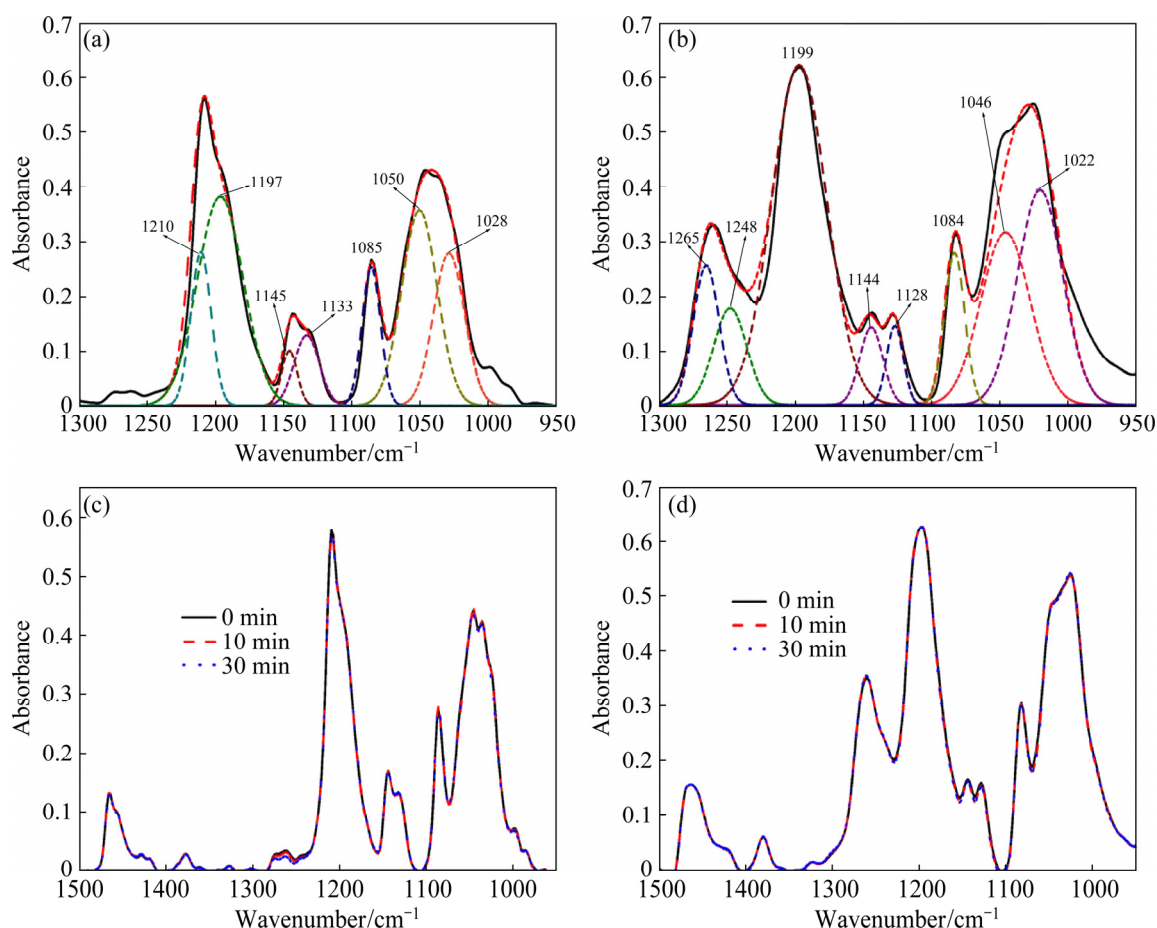 (a)
0.7
0.6
0.5
0.4
0.3
0.2
0.1
0
Absorbance
1210
1197
1145
1133
1085
1050
1028
1300 1250 1200 1150 1100 1050 1000 950
Wavenumber/cm⁻¹
(b)
0.7
0.6
0.5
0.4
0.3
0.2
0.1
0
Absorbance
1265
1248
1199
1144
1128
1084
1046
1022
1300 1250 1200 1150 1100 1050 1000 950
Wavenumber/cm⁻¹
(c)
0.6
0.5
0.4
0.3
0.2
0.1
0
Absorbance
0 min
10 min
30 min
1500 1400 1300 1200 1100 1000
Wavenumber/cm⁻¹
(d)
0.7
0.6
0.5
0.4
0.3
0.2
0.1
0
Absorbance
0 min
10 min
30 min
1500 1400 1300 1200 1100 1000
Wavenumber/cm⁻¹